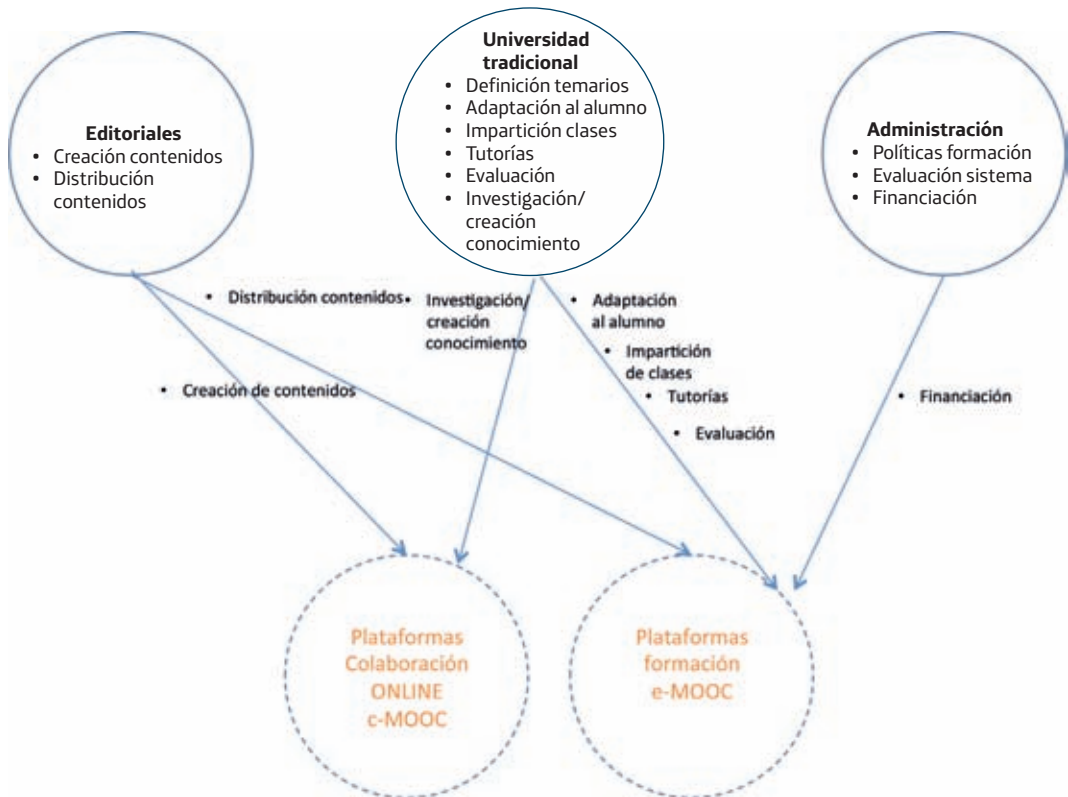 Editoriales
• Creación contenidos
• Distribución
contenidos
Universidad
tradicional
• Definición temarios
• Adaptación al alumno
• Impartición clases
• Tutorías
• Evaluación
• Investigación/
creación
conocimiento
Administración
• Políticas formación
• Evaluación sistema
• Financiación
• Distribución contenidos
• Investigación/
creación
conocimiento
• Adaptación
al alumno
• Impartición
de clases
• Tutorías
• Evaluación
• Creación de contenidos
• Financiación
Plataformas
Colaboración
ONLINE
c-MOOC
Plataformas
formación
e-MOOC